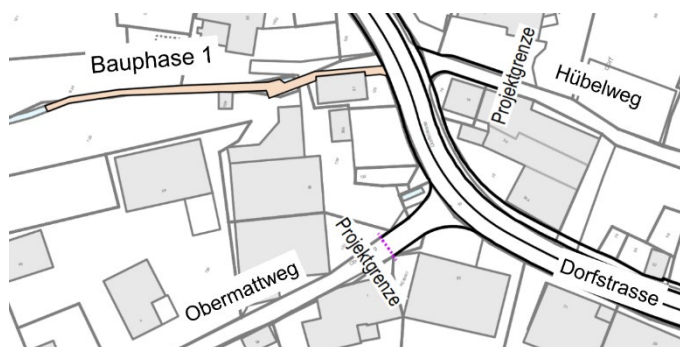 Bauphase 1
Projektgrenze
Hübelweg
Projektgrenze
Obermattweg
Dorfstrasse